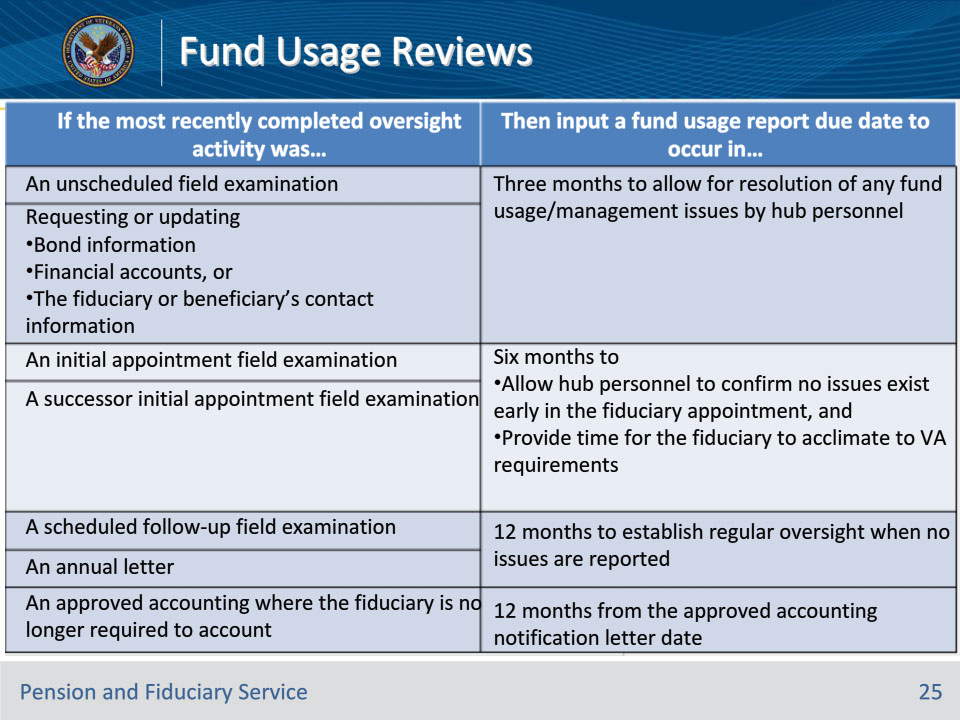 Fund Usage Reviews
If the most recently completed oversight
activity was...
Then input a fund usage report due date to
occur in...
An unscheduled field examination
Three months to allow for resolution of any fund
usage/management issues by hub personnel
Requesting or updating
•Bond information
•Financial accounts, or
•The fiduciary or beneficiary’s contact
information
An initial appointment field examination
Six months to
•Allow hub personnel to confirm no issues exist
early in the fiduciary appointment, and
•Provide time for the fiduciary to acclimate to VA
requirements
A successor initial appointment field examination
A scheduled follow-up field examination
12 months to establish regular oversight when no
issues are reported
An annual letter
An approved accounting where the fiduciary is no
longer required to account
12 months from the approved accounting
notification letter date
Pension and Fiduciary Service
25